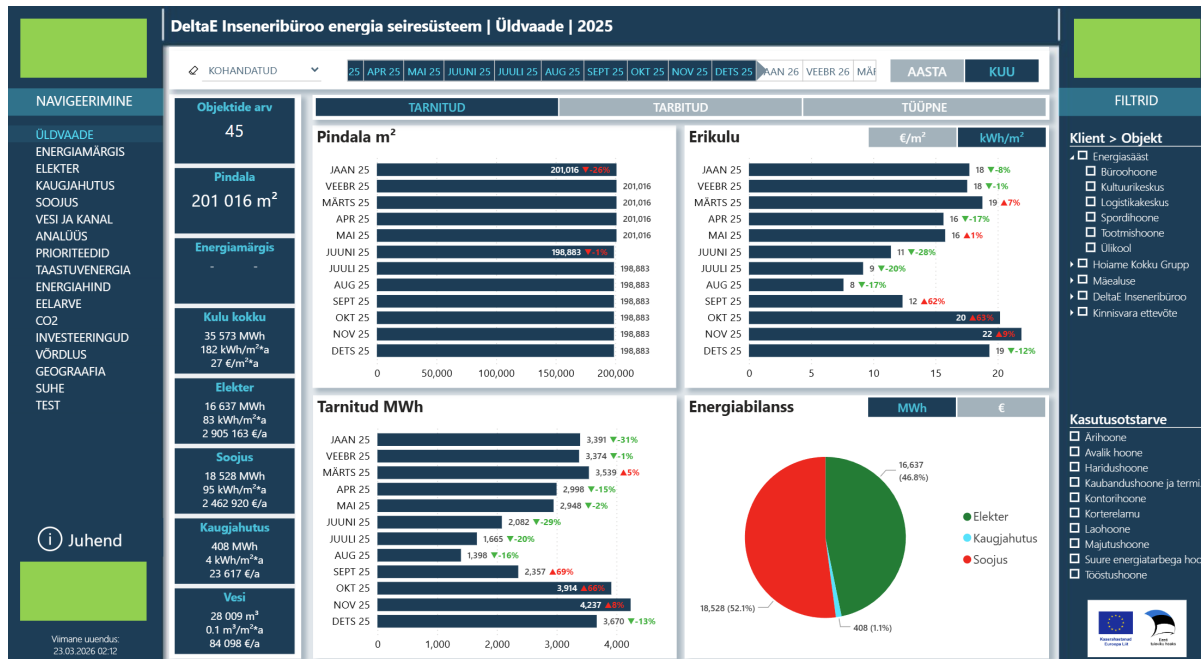 DeltaE Inseneribüroo energia seiresüsteem | Üldvaade | 2025
KOHANDATUD
25 APR 25 MAI 25 JUUNI 25 JUULI 25 AUG 25 SEPT 25 OKT 25 NOV 25 DETS 25 AAN 26 VEEBR 26
AASTA KUU
NAVIGEERIMINE
ÜLDVAADE
ENERGIAMÄRGIS
ELEKTER
KAUGJAHUTUS
SOOJUS
VESI JA KANAL
ANALÜÜS
PRIORITEEDID
TAASTUVENERGIA
ENERGIAHIND
EELARVE
CO2
INVESTEERINGUD
VÕRDLUS
GEOGRAAFIA
SUHE
TEST
Juhend
Viimane uuendus:
23.03.2026 02:12
Objektide arv
45
Pindala
201 016 m²
Energiamärgis
- -
Kulu kokku
35 573 MWh
182 kWh/m²*a
27 €/m²*a
Elekter
16 637 MWh
83 kWh/m²*a
2 905 163 €/a
Soojus
18 528 MWh
95 kWh/m²*a
2 462 920 €/a
Kaugjahutus
408 MWh
4 kWh/m²*a
23 617 €/a
Vesi
28 009 m³
0.1 m³/m²*a
84 098 €/a
TARNITUD TARBITUD TÜÜPNE
Pindala m²
JAAN 25 201,016 ▼-26%
VEEBR 25 201,016
MÄRTS 25 201,016
APR 25 201,016
MAI 25 201,016
JUUNI 25 198,883 ▼-1%
JUULI 25 198,883
AUG 25 198,883
SEPT 25 198,883
OKT 25 198,883
NOV 25 198,883
DETS 25 198,883
0 50,000 100,000 150,000 200,000
Erikulu
€/m² kWh/m²
JAAN 25 18 ▼-8%
VEEBR 25 18 ▼-1%
MÄRTS 25 19 ▲7%
APR 25 16 ▼-17%
MAI 25 16 ▲1%
JUUNI 25 11 ▼-28%
JUULI 25 9 ▼-20%
AUG 25 8 ▼-17%
SEPT 25 12 ▲62%
OKT 25 20 ▲63%
NOV 25 22 ▲9%
DETS 25 19 ▼-12%
0 5 10 15 20
Tarnitud MWh
JAAN 25 3,391 ▼-31%
VEEBR 25 3,374 ▼-1%
MÄRTS 25 3,539 ▲5%
APR 25 2,998 ▼-15%
MAI 25 2,948 ▼-2%
JUUNI 25 2,082 ▼-29%
JUULI 25 1,665 ▼-20%
AUG 25 1,398 ▼-16%
SEPT 25 2,357 ▲69%
OKT 25 3,914 ▲66%
NOV 25 4,237 ▲8%
DETS 25 3,670 ▼-13%
0 1,000 2,000 3,000 4,000
Energiabilanss
MWh €
16,637
(46.8%)
18,528 (52.1%)
408 (1.1%)
Elekter
Kaugjahutus
Soojus
FILTRID
Klient > Objekt
Energiasääst
Büroohoone
Kultuurikeskus
Logistikakeskus
Spordihoone
Tootmishoone
Ülikool
Hoiame Kokku Grupp
Mäealuse
DeltaE Inseneribüroo
Kinnisvara ettevõte
Kasutusotstarve
Ärihoone
Avalik hoone
Haridushoone
Kaubandushoone ja termi
Kontorihoone
Korterelamu
Laohoone
Majutushoone
Suure energiatarbega hoo
Tööstushoone
Kaasrahastanud
Euroopa Liit
Eesti
tuleviku heaks